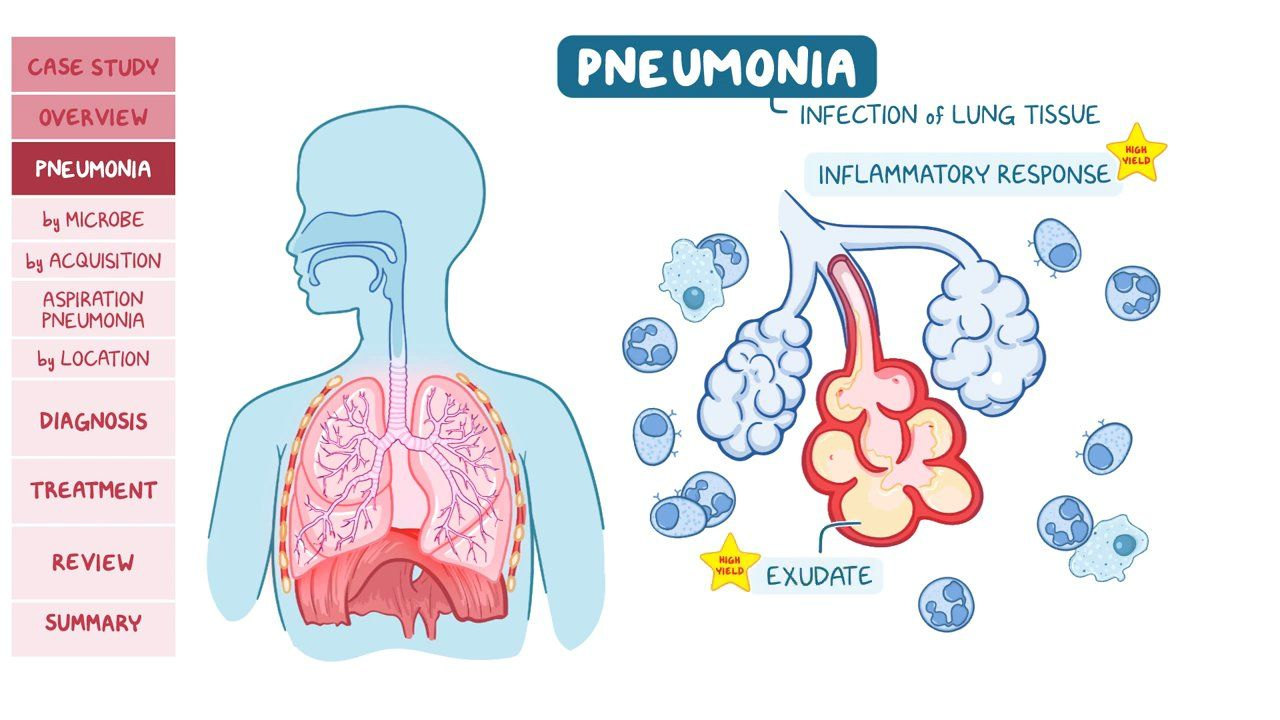 CASE STUDY
OVERVIEW
PNEUMONIA
by MICROBE
by ACQUISITION
ASPIRATION
PNEUMONIA
by LOCATION
DIAGNOSIS
TREATMENT
REVIEW
SUMMARY
PNEUMONIA
INFECTION of LUNG TISSUE
INFLAMMATORY RESPONSE
HIGH
YIELD
HIGH
YIELD
EXUDATE